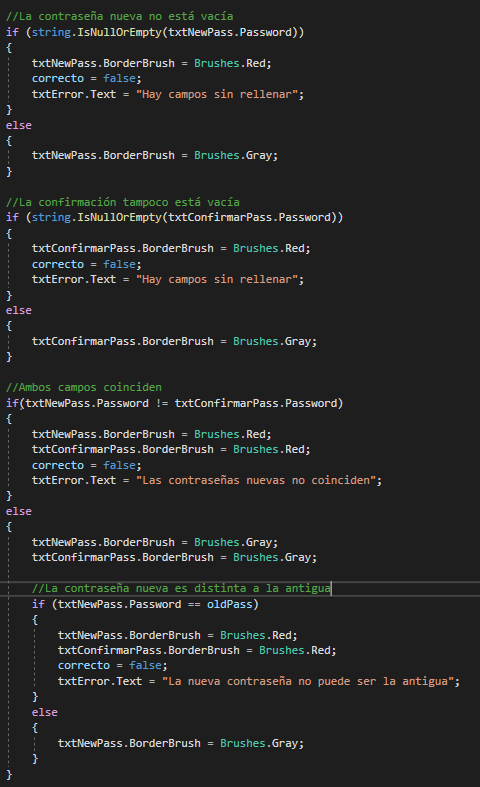 //La contraseña nueva no está vacía
if (string.IsNullOrEmpty(txtNewPass.Password))
{
txtNewPass.BorderBrush = Brushes.Red;
correcto = false;
txtError.Text = "Hay campos sin rellenar";
}
else
{
txtNewPass.BorderBrush = Brushes.Gray;
}
//La confirmación tampoco está vacía
if (string.IsNullOrEmpty(txtConfirmarPass.Password))
{
txtConfirmarPass.BorderBrush = Brushes.Red;
correcto = false;
txtError.Text = "Hay campos sin rellenar";
}
else
{
txtConfirmarPass.BorderBrush = Brushes.Gray;
}
//Ambos campos coinciden
if(txtNewPass.Password != txtConfirmarPass.Password)
{
txtNewPass.BorderBrush = Brushes.Red;
txtConfirmarPass.BorderBrush = Brushes.Red;
correcto = false;
txtError.Text = "Las contraseñas nuevas no coinciden";
}
else
{
txtNewPass.BorderBrush = Brushes.Gray;
txtConfirmarPass.BorderBrush = Brushes.Gray;
//La contraseña nueva es distinta a la antigua
if (txtNewPass.Password == oldPass)
{
txtNewPass.BorderBrush = Brushes.Red;
txtConfirmarPass.BorderBrush = Brushes.Red;
correcto = false;
txtError.Text = "La nueva contraseña no puede ser la antigua";
}
else
{
txtNewPass.BorderBrush = Brushes.Gray;
}
}